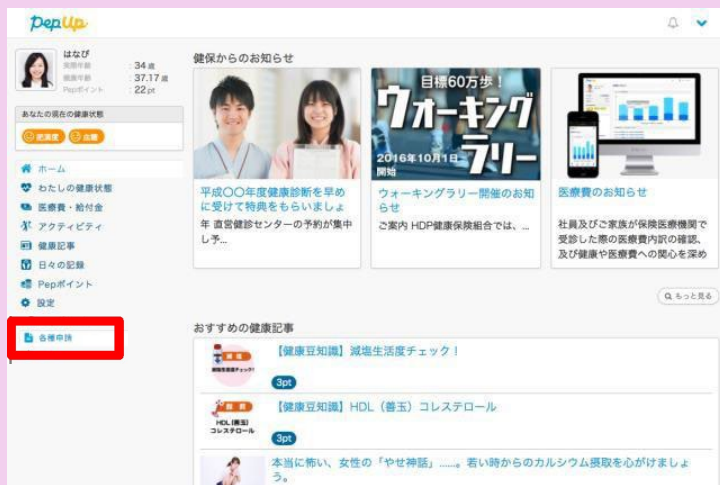 PepUp
はなび
実際年齢 : 34 歳
健康年齢 : 37.17 歳
Pepポイント : 22 pt
あなたの現在の健康状態
肥満度 血糖
ホーム
わたしの健康状態
医療費・給付金
アクティビティ
健康記事
日々の記録
Pepポイント
設定
各種申請
健保からのお知らせ
目標60万歩!
ウォーキング
ラリー
2016年10月1日
開始
平成〇〇年度健康診断を早め
に受けて特典をもらいましょ
年 直営健診センターの予約が集中
し予...
ウォーキングラリー開催のお知
らせ
ご案内 HDP健康保険組合では、...
医療費のお知らせ
社員及びご家族が保険医療機関で
受診した際の医療費内訳の確認、
及び健康や医療費への関心を深め
もっと見る
おすすめの健康記事
減塩
減塩生活度チェック!
【健康豆知識】減塩生活度チェック!
3pt
HDL(善玉)
コレステロール
【健康豆知識】HDL(善玉)コレステロール
3pt
本当に怖い、女性の「やせ神話」……。若い時からのカルシウム摂取を心がけましょ
う。